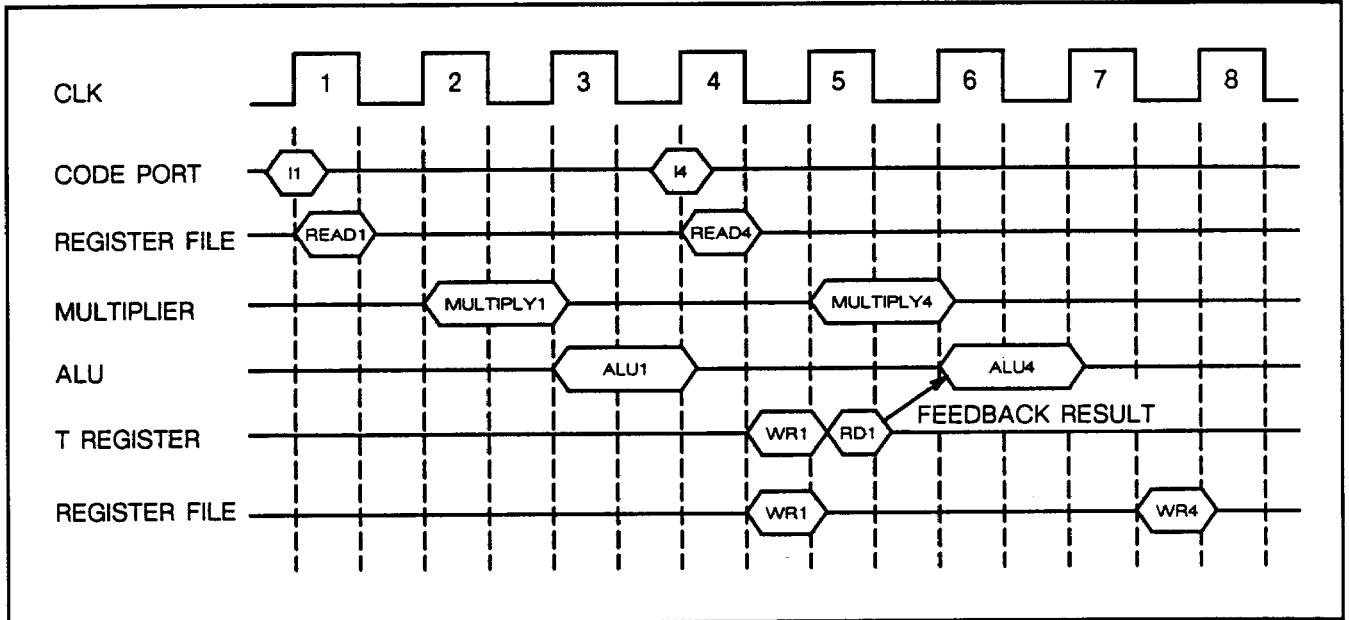 CLK 1 2 3 4 5 6 7 8
CODE PORT I1 I4
REGISTER FILE READ1 READ4
MULTIPLIER MULTIPLY1 MULTIPLY4
ALU ALU1 ALU4
FEEDBACK RESULT
T REGISTER WR1 RD1
REGISTER FILE WR1 WR4